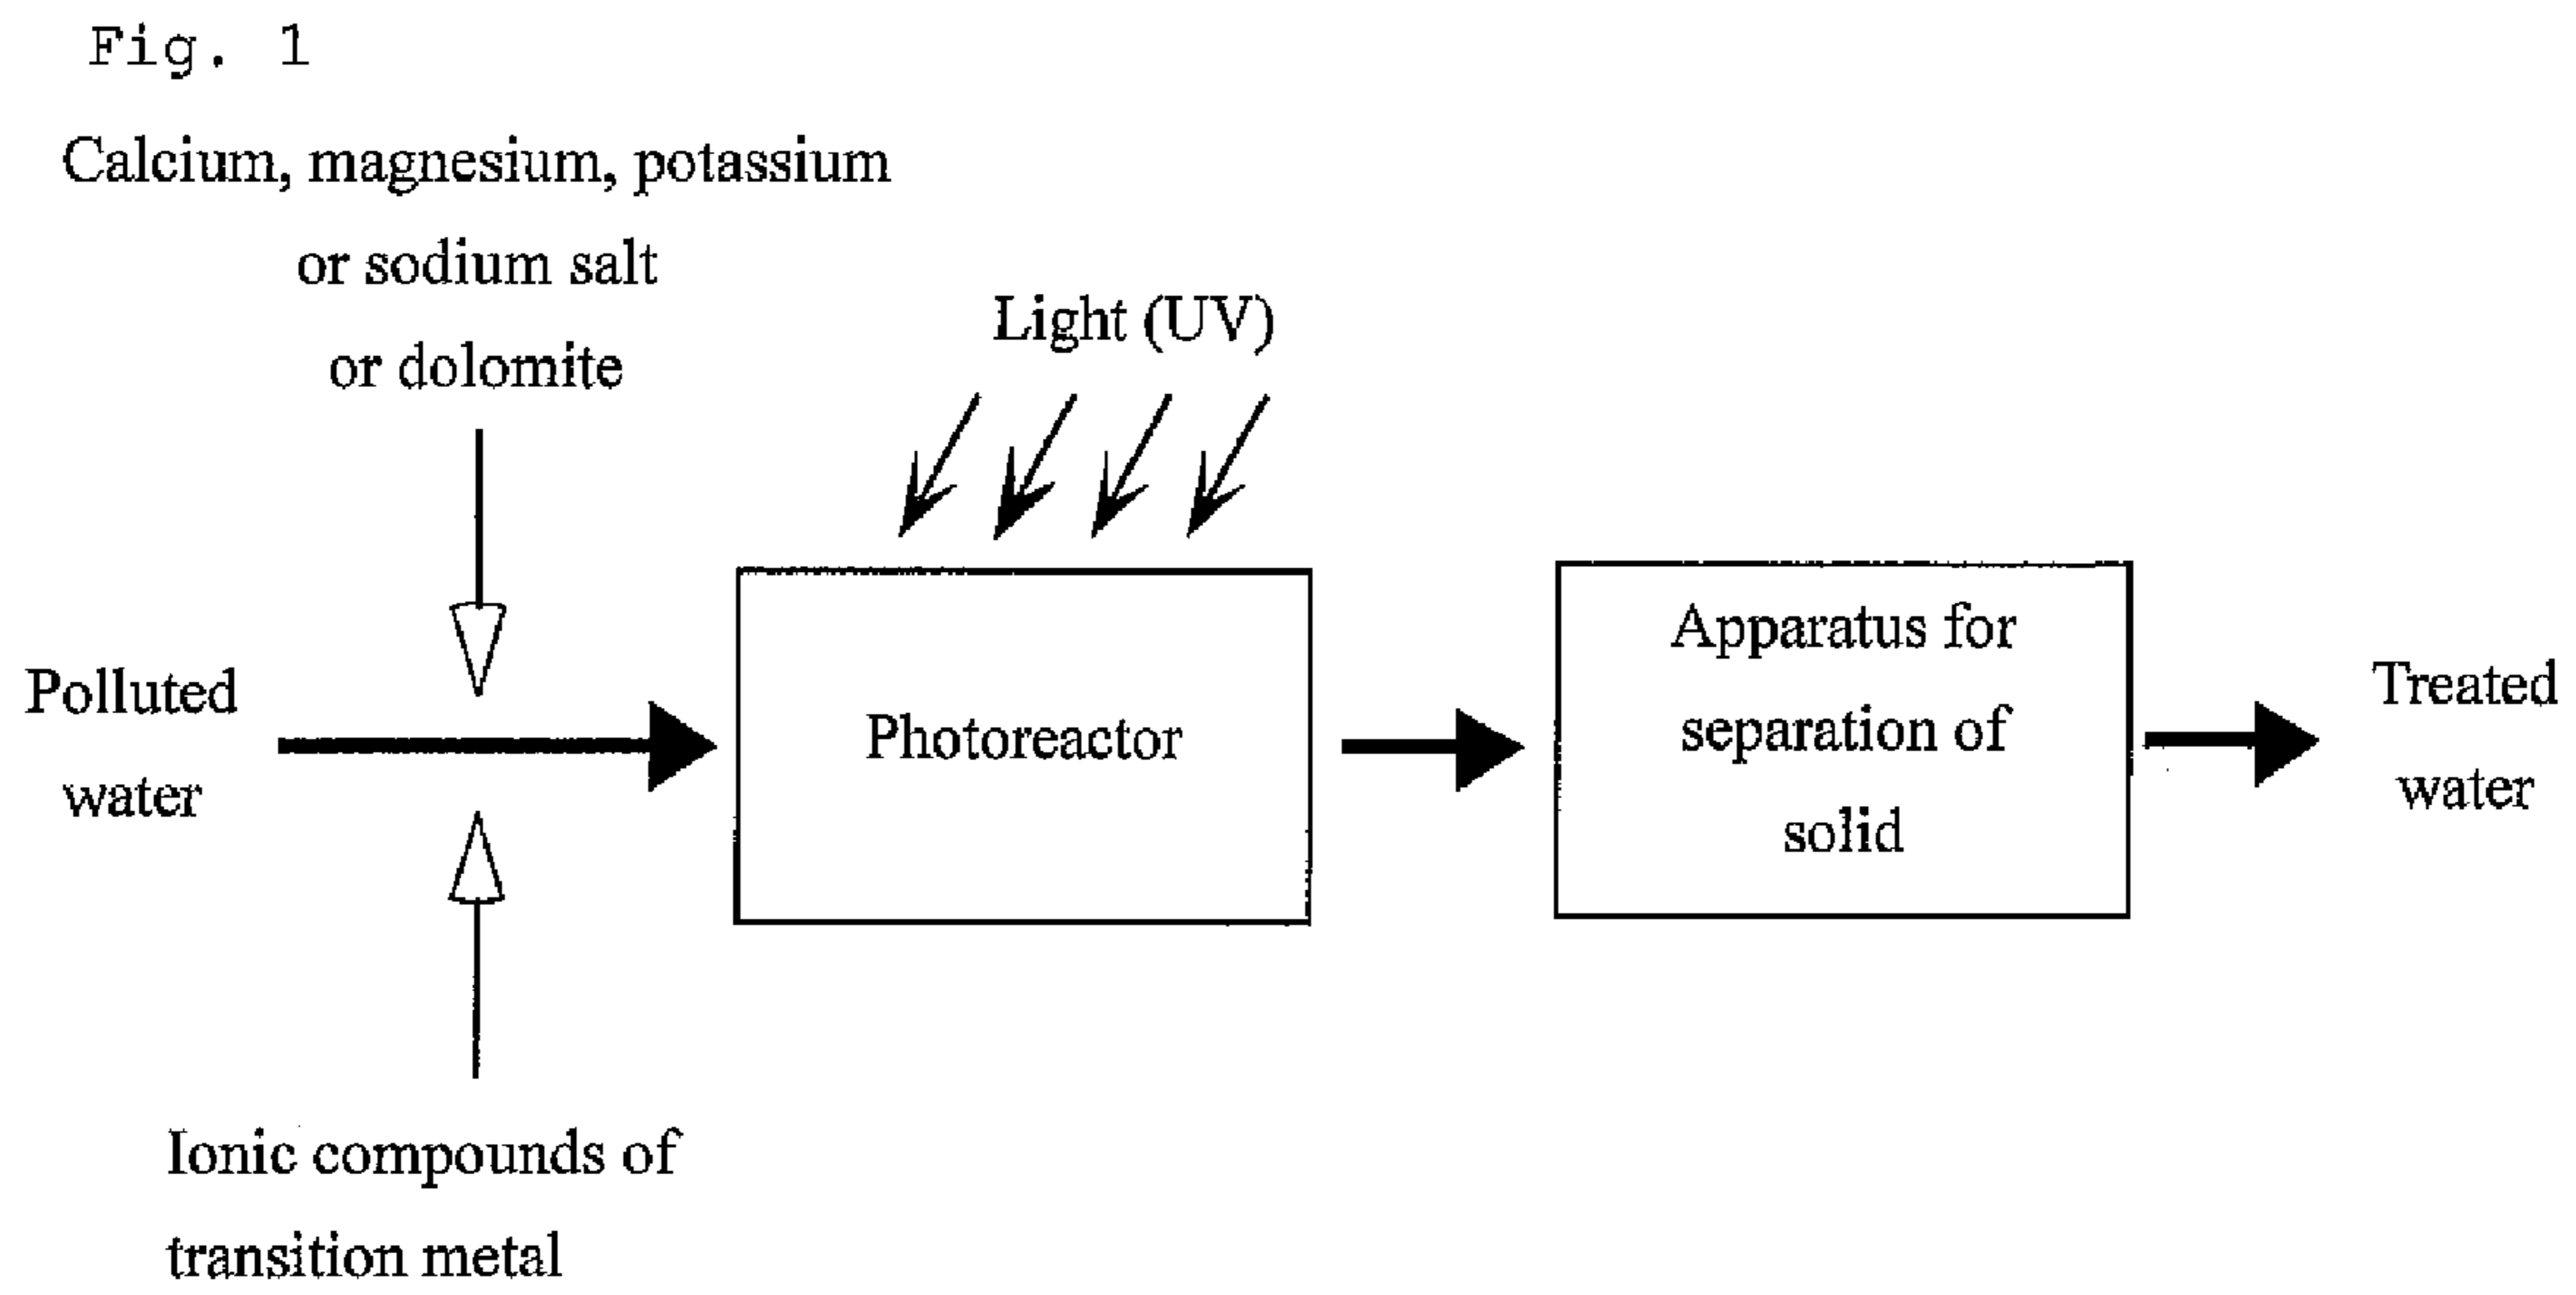 Fig. 1
Calcium, magnesium, potassium
or sodium salt
or dolomite
Light (UV)
Polluted
water
Photoreactor
Apparatus for
separation of
solid
Treated
water
Ionic compounds of
transition metal